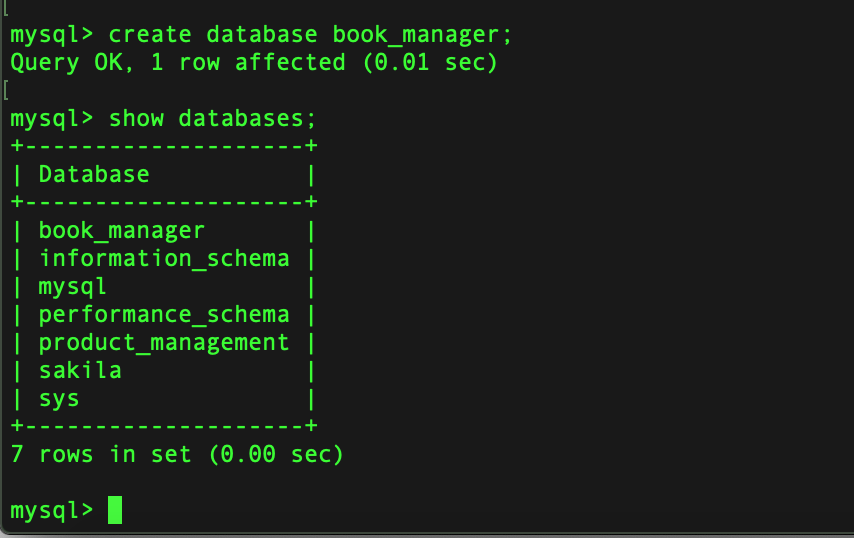 mysql> create database book_manager;
Query OK, 1 row affected (0.01 sec)
[
mysql> show databases;
+--------------------+
| Database           |
+--------------------+
| book_manager       |
| information_schema |
| mysql              |
| performance_schema |
| product_management |
| sakila             |
| sys                |
+--------------------+
7 rows in set (0.00 sec)
mysql>